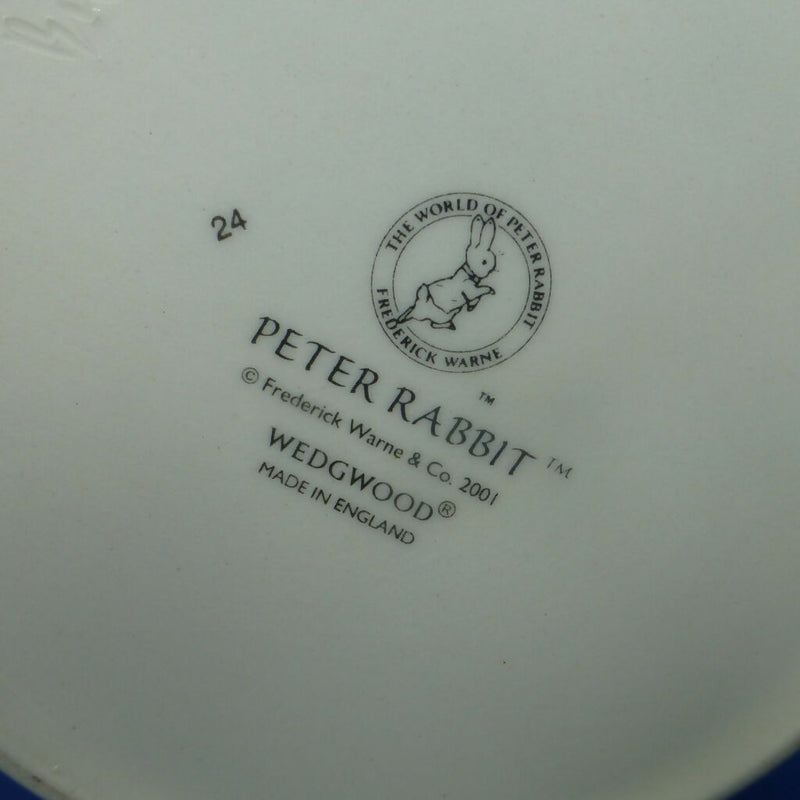 24
THE WORLD OF PETER RABBIT
FREDERICK WARNE
™
PETER RABBIT™
© Frederick Warne & Co. 2001
WEDGWOOD®
MADE IN ENGLAND